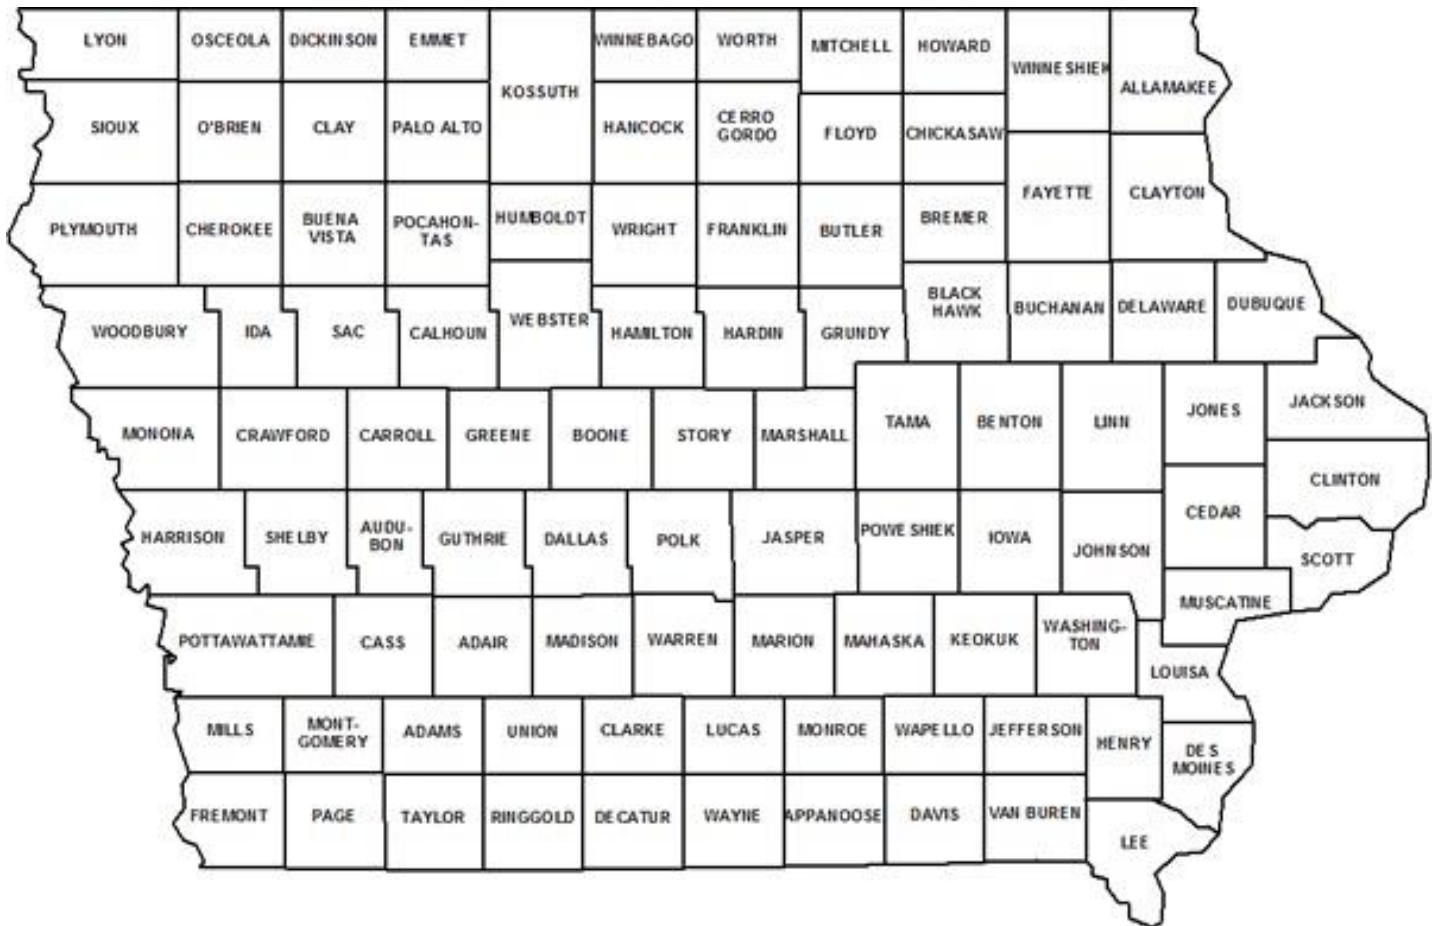 LYON
OSCEOLA
DICKINSON
EMMET
KOSSUTH
WINNEBAGO
WORTH
MITCHELL
HOWARD
WINNESHIEK
ALLAMAKEE
SIOUX
O'BRIEN
CLAY
PALO ALTO
HANCOCK
CERRO
GORDO
FLOYD
CHICKASAW
FAYETTE
CLAYTON
PLYMOUTH
CHEROKEE
BUENA
VISTA
POCAHON-
TAS
HUMBOLDT
WRIGHT
FRANKLIN
BUTLER
BREMER
WOODBURY
IDA
SAC
CALHOUN
WEBSTER
HAMILTON
HARDIN
GRUNDY
BLACK
HAWK
BUCHANAN
DELAWARE
DUBUQUE
MONONA
CRAWFORD
CARROLL
GREENE
BOONE
STORY
MARSHALL
TAMA
BENTON
LINN
JONES
JACKSON
CLINTON
HARRISON
SHELBY
AUDU-
BON
GUTHRIE
DALLAS
POLK
JASPER
POWESHIEK
IOWA
JOHNSON
CEDAR
SCOTT
MUSCATINE
POTTAWATTAMIE
CASS
ADAIR
MADISON
WARREN
MARION
MAHASKA
KEOKUK
WASHING-
TON
LOUISA
MILLS
MONT-
GOMERY
ADAMS
UNION
CLARKE
LUCAS
MONROE
WAPELLO
JEFFERSON
HENRY
DES
MOINES
FREMONT
PAGE
TAYLOR
RINGGOLD
DECATUR
WAYNE
APPANOOSE
DAVIS
VAN BUREN
LEE